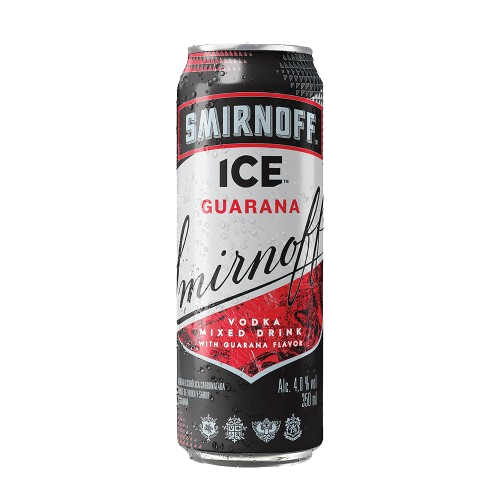 SMIRNOFF
ICE
GUARANA
Smirnoff
VODKA
MIXED DRINK
WITH GUARANA FLAVOR
Alc. 4,0 % vol
350 ml